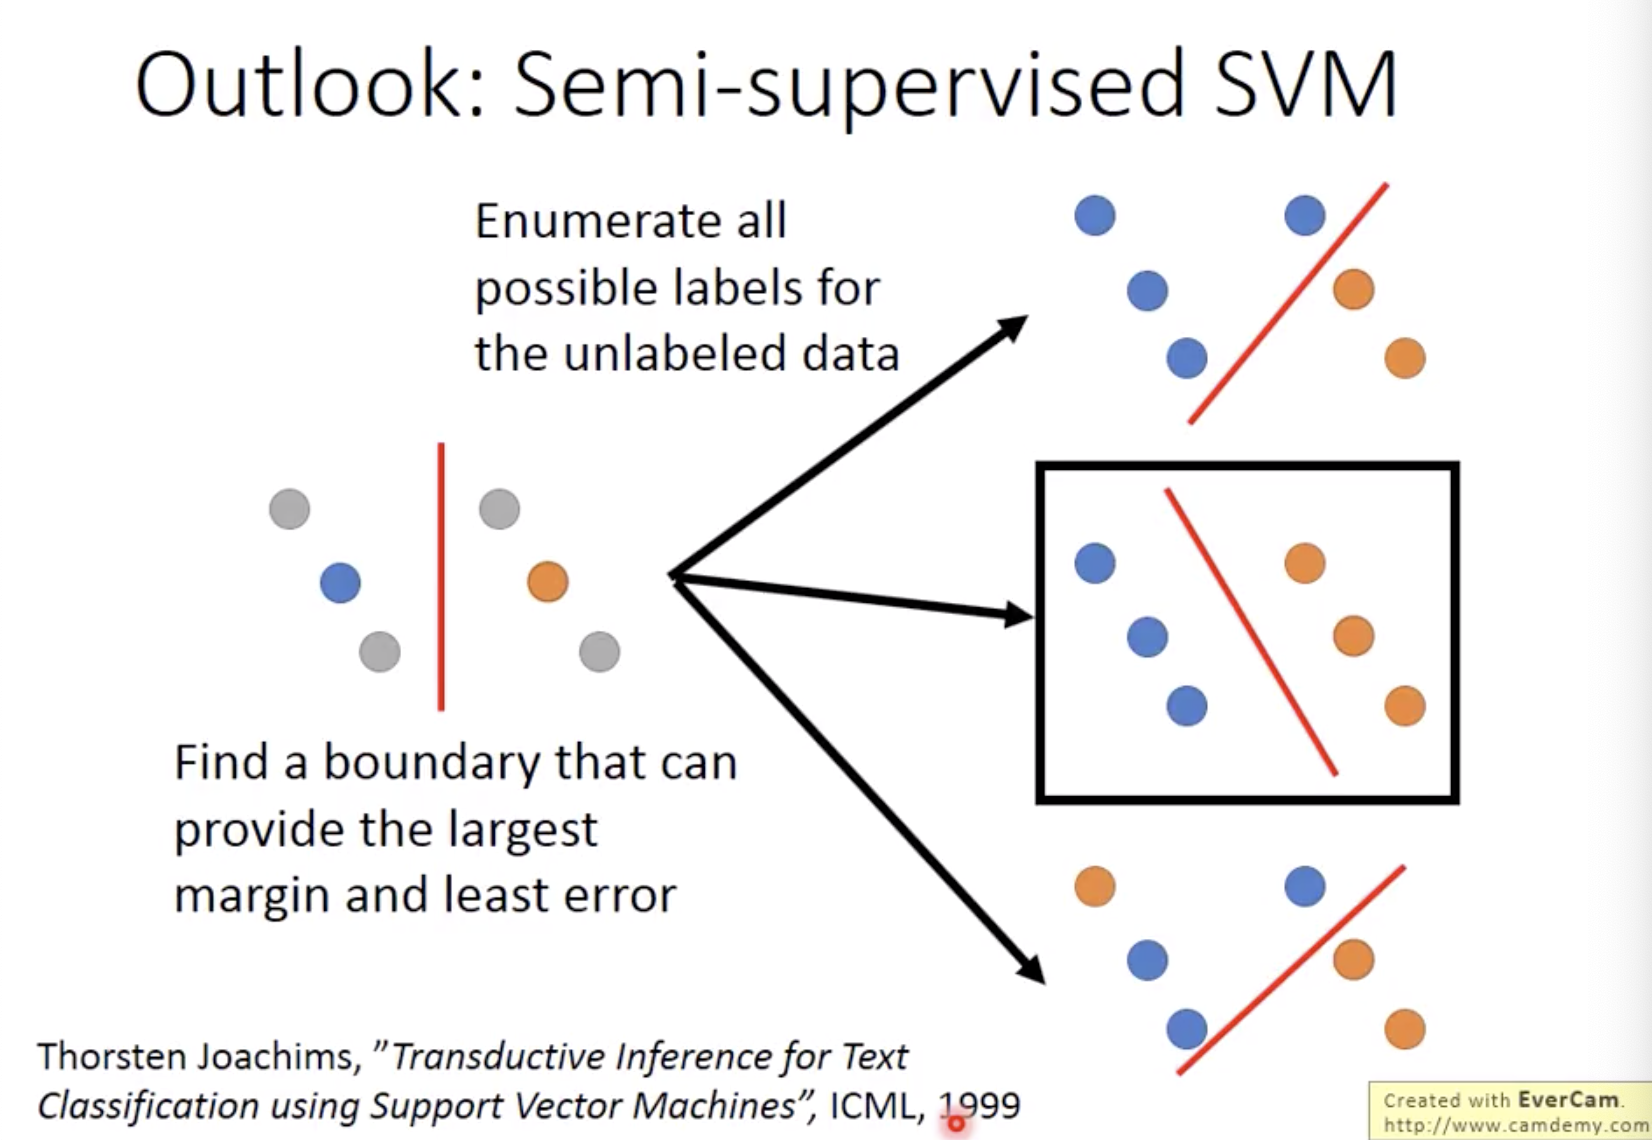 Outlook: Semi-supervised SVM
Enumerate all
possible labels for
the unlabeled data
Find a boundary that can
provide the largest
margin and least error
Thorsten Joachims, ”Transductive Inference for Text
Classification using Support Vector Machines”, ICML, 1999
Created with EverCam.
http://www.camdemy.com